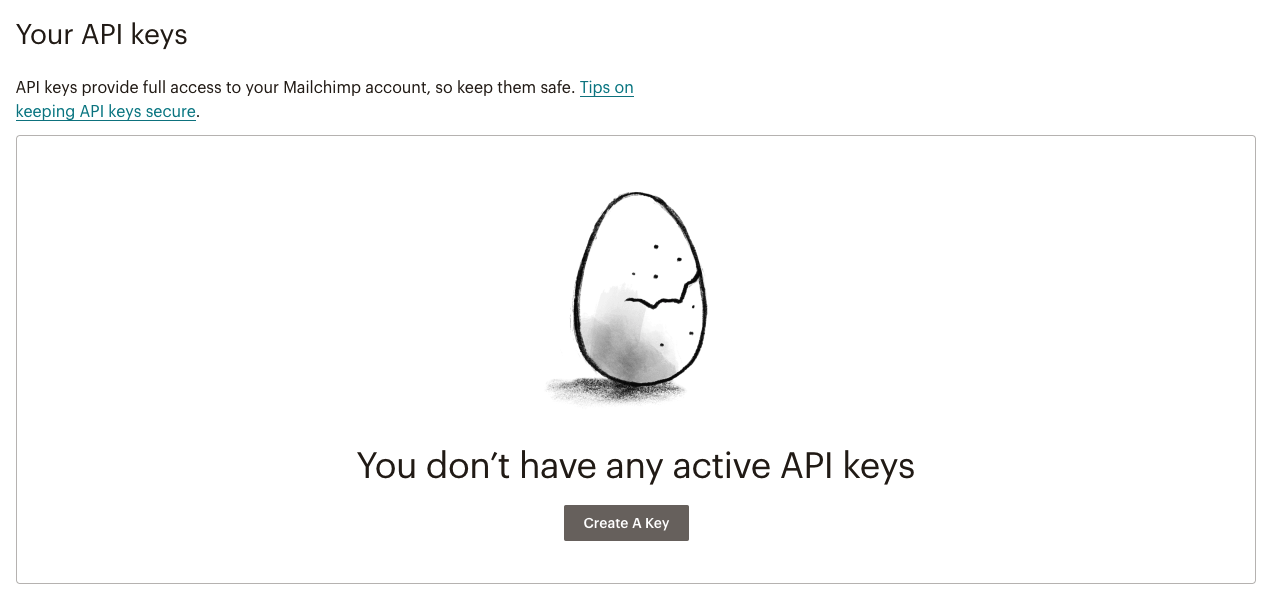 Your API keys
API keys provide full access to your Mailchimp account, so keep them safe. Tips on
keeping API keys secure.
You don’t have any active API keys
Create A Key